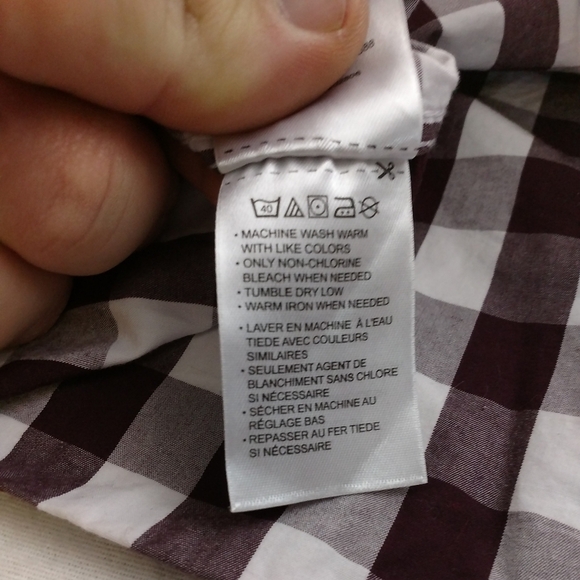 40
• MACHINE WASH WARM
WITH LIKE COLORS
• ONLY NON-CHLORINE
BLEACH WHEN NEEDED
• TUMBLE DRY LOW
• WARM IRON WHEN NEEDED
• LAVER EN MACHINE À L'EAU
TIEDE AVEC COULEURS
SIMILAIRES
• SEULEMENT AGENT DE
BLANCHIMENT SANS CHLORE
SI NÉCESSAIRE
• SÉCHER EN MACHINE AU
RÉGLAGE BAS
• REPASSER AU FER TIEDE
SI NÉCESSAIRE